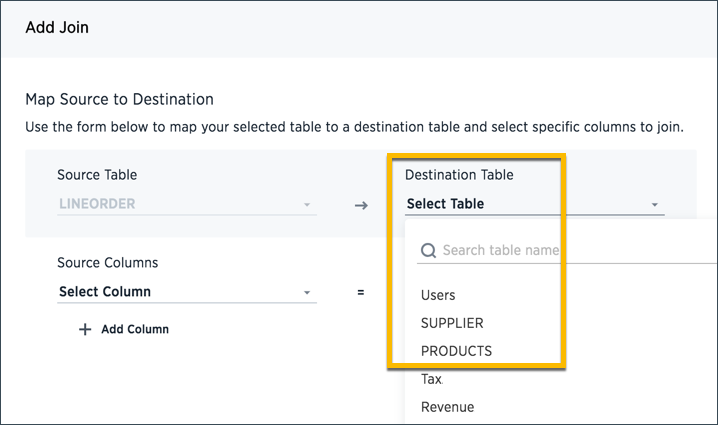 Add Join
Map Source to Destination
Use the form below to map your selected table to a destination table and select specific columns to join.
Source Table
Destination Table
LINEORDER
→
Select Table
Search table name
Source Columns
Select Column
=
Users
+ Add Column
SUPPLIER
PRODUCTS
Tax
Revenue